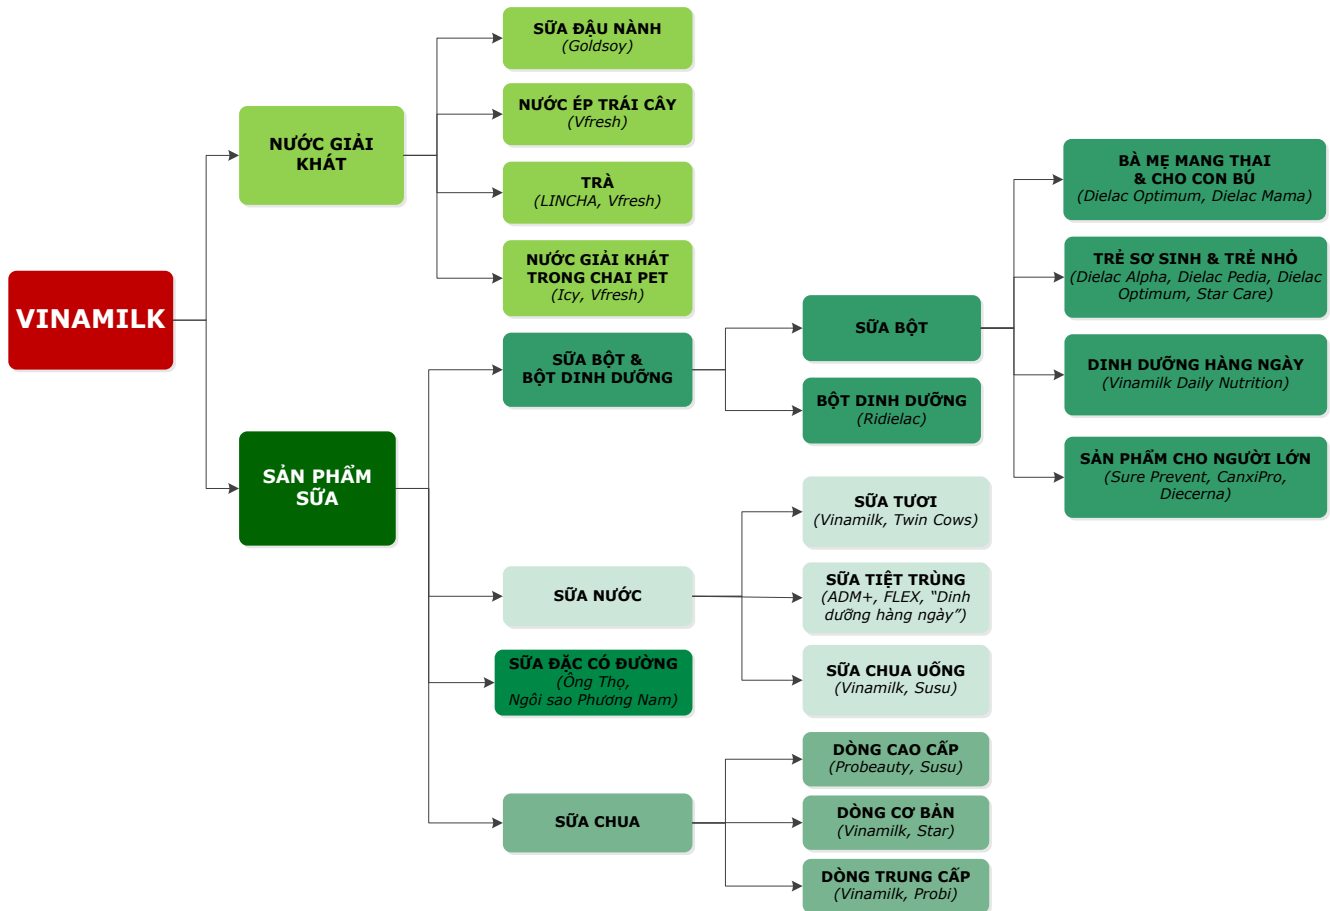 VINAMILK
NƯỚC GIẢI
KHÁT
SỮA ĐẬU NÀNH
(Goldsoy)
NƯỚC ÉP TRÁI CÂY
(Vfresh)
TRÀ
(LINCHA, Vfresh)
NƯỚC GIẢI KHÁT
TRONG CHAI PET
(Icy, Vfresh)
SẢN PHẨM
SỮA
SỮA BỘT &
BỘT DINH DƯỠNG
SỮA BỘT
BÀ MẸ MANG THAI
& CHO CON BÚ
(Dielac Optimum, Dielac Mama)
TRẺ SƠ SINH & TRẺ NHỎ
(Dielac Alpha, Dielac Pedia, Dielac
Optimum, Star Care)
DINH DƯỠNG HÀNG NGÀY
(Vinamilk Daily Nutrition)
SẢN PHẨM CHO NGƯỜI LỚN
(Sure Prevent, CanxiPro,
Diecerna)
BỘT DINH DƯỠNG
(Ridielac)
SỮA NƯỚC
SỮA TƯƠI
(Vinamilk, Twin Cows)
SỮA TIỆT TRÙNG
(ADM+, FLEX, “Dinh
dưỡng hàng ngày”)
SỮA CHUA UỐNG
(Vinamilk, Susu)
SỮA ĐẶC CÓ ĐƯỜNG
(Ông Thọ,
Ngôi sao Phương Nam)
SỮA CHUA
DÒNG CAO CẤP
(Probeauty, Susu)
DÒNG CƠ BẢN
(Vinamilk, Star)
DÒNG TRUNG CẤP
(Vinamilk, Probi)